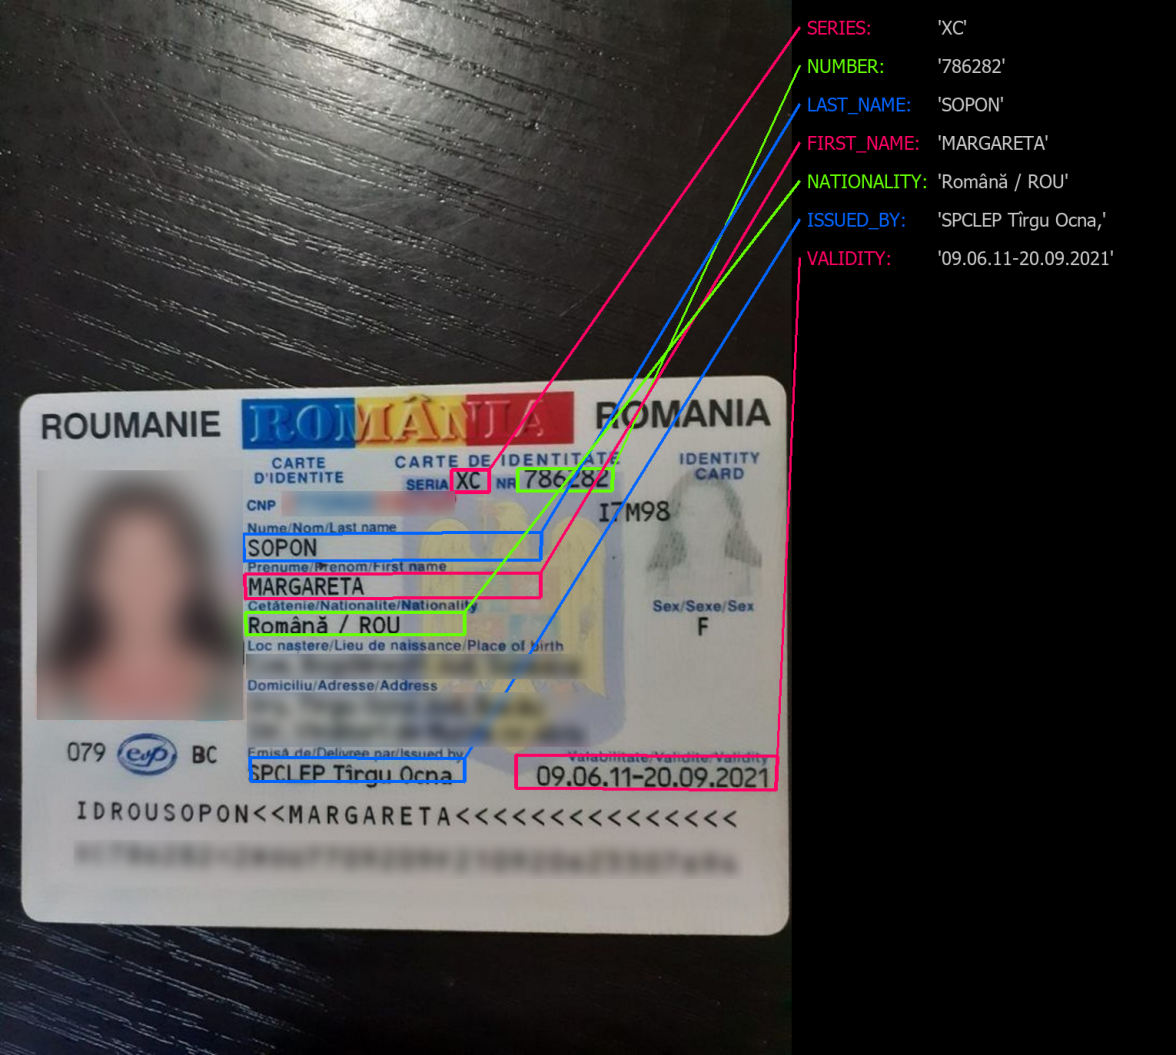 SERIES: 'XC'
NUMBER: '786282'
LAST_NAME: 'SOPON'
FIRST_NAME: 'MARGARETA'
NATIONALITY: 'Română / ROU'
ISSUED_BY: 'SPCLEP Tîrgu Ocna,'
VALIDITY: '09.06.11-20.09.2021'
ROUMANIE ROMÂNIA ROMANIA
CARTE D'IDENTITE
CARTE DE IDENTITATE
IDENTITY CARD
SERIA XC NR 786282
CNP
I7M98
Nume/Nom/Last name
SOPON
Prenume/Prenom/First name
MARGARETA
Cetăţenie/Nationalite/Nationality
Română / ROU
Sex/Sexe/Sex
F
Loc nastere/Lieu de naissance/Place of birth
Domiciliu/Adresse/Address
079 esp BC
Emisă de/Delivree par/Issued by
SPCLEP Tîrgu Ocna
Valabilitate/Validite/Validity
09.06.11-20.09.2021
IDROUSOPON<<MARGARETA<<<<<<<<<<<<<<<